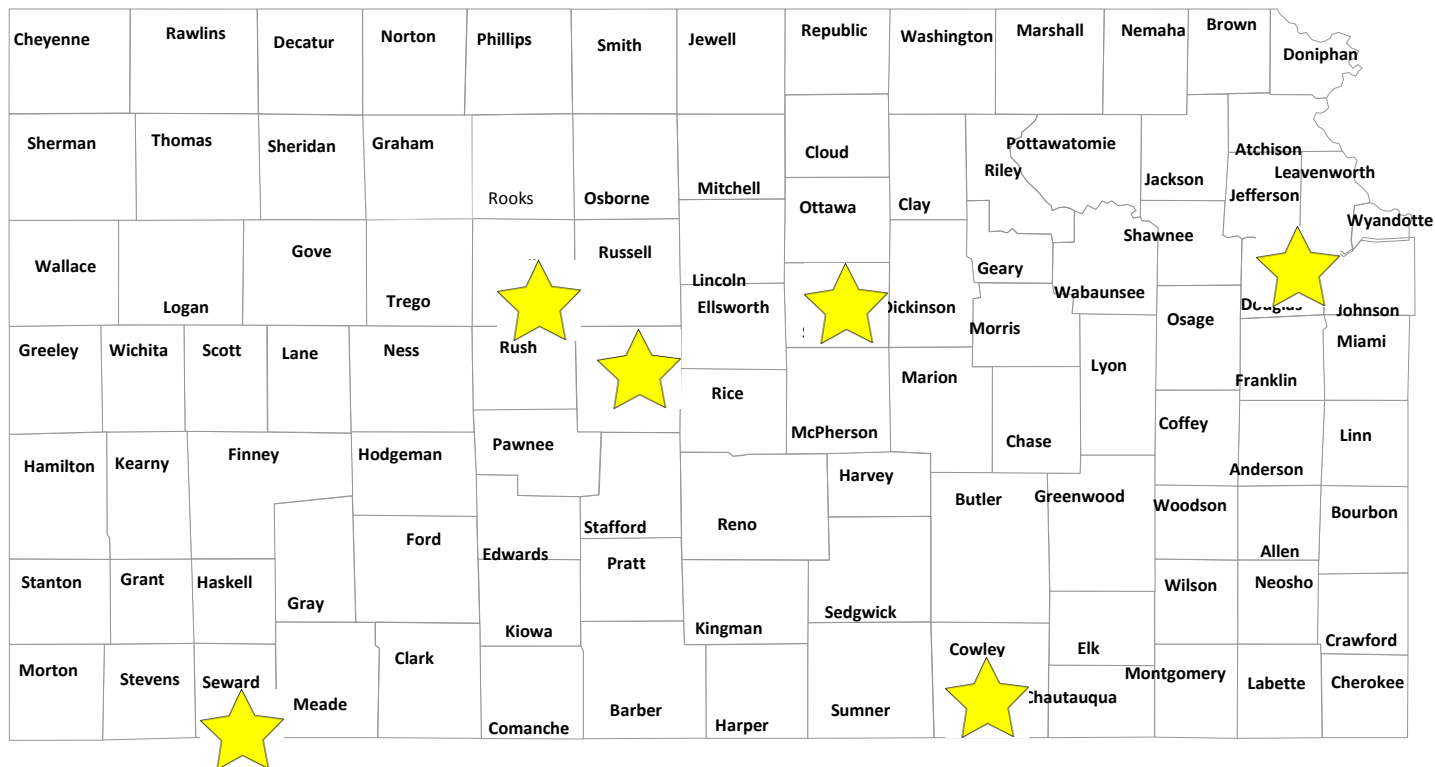 Cheyenne
Rawlins
Decatur
Norton
Phillips
Smith
Jewell
Republic
Washington
Marshall
Nemaha
Brown
Doniphan
Sherman
Thomas
Sheridan
Graham
Rooks
Osborne
Mitchell
Cloud
Clay
Riley
Pottawatomie
Jackson
Atchison
Jefferson
Leavenworth
Wyandotte
Wallace
Logan
Gove
Trego
Russell
Lincoln
Ottawa
Ellsworth
Dickinson
Geary
Morris
Wabaunsee
Shawnee
Osage
Douglas
Johnson
Greeley
Wichita
Scott
Lane
Ness
Rush
Rice
McPherson
Marion
Chase
Lyon
Coffey
Franklin
Miami
Anderson
Linn
Hamilton
Kearny
Finney
Hodgeman
Pawnee
Stafford
Edwards
Reno
Harvey
Butler
Greenwood
Woodson
Allen
Bourbon
Stanton
Grant
Haskell
Gray
Ford
Kiowa
Pratt
Kingman
Sedgwick
Elk
Wilson
Neosho
Crawford
Morton
Stevens
Seward
Meade
Clark
Comanche
Barber
Harper
Sumner
Cowley
Chautauqua
Montgomery
Labette
Cherokee